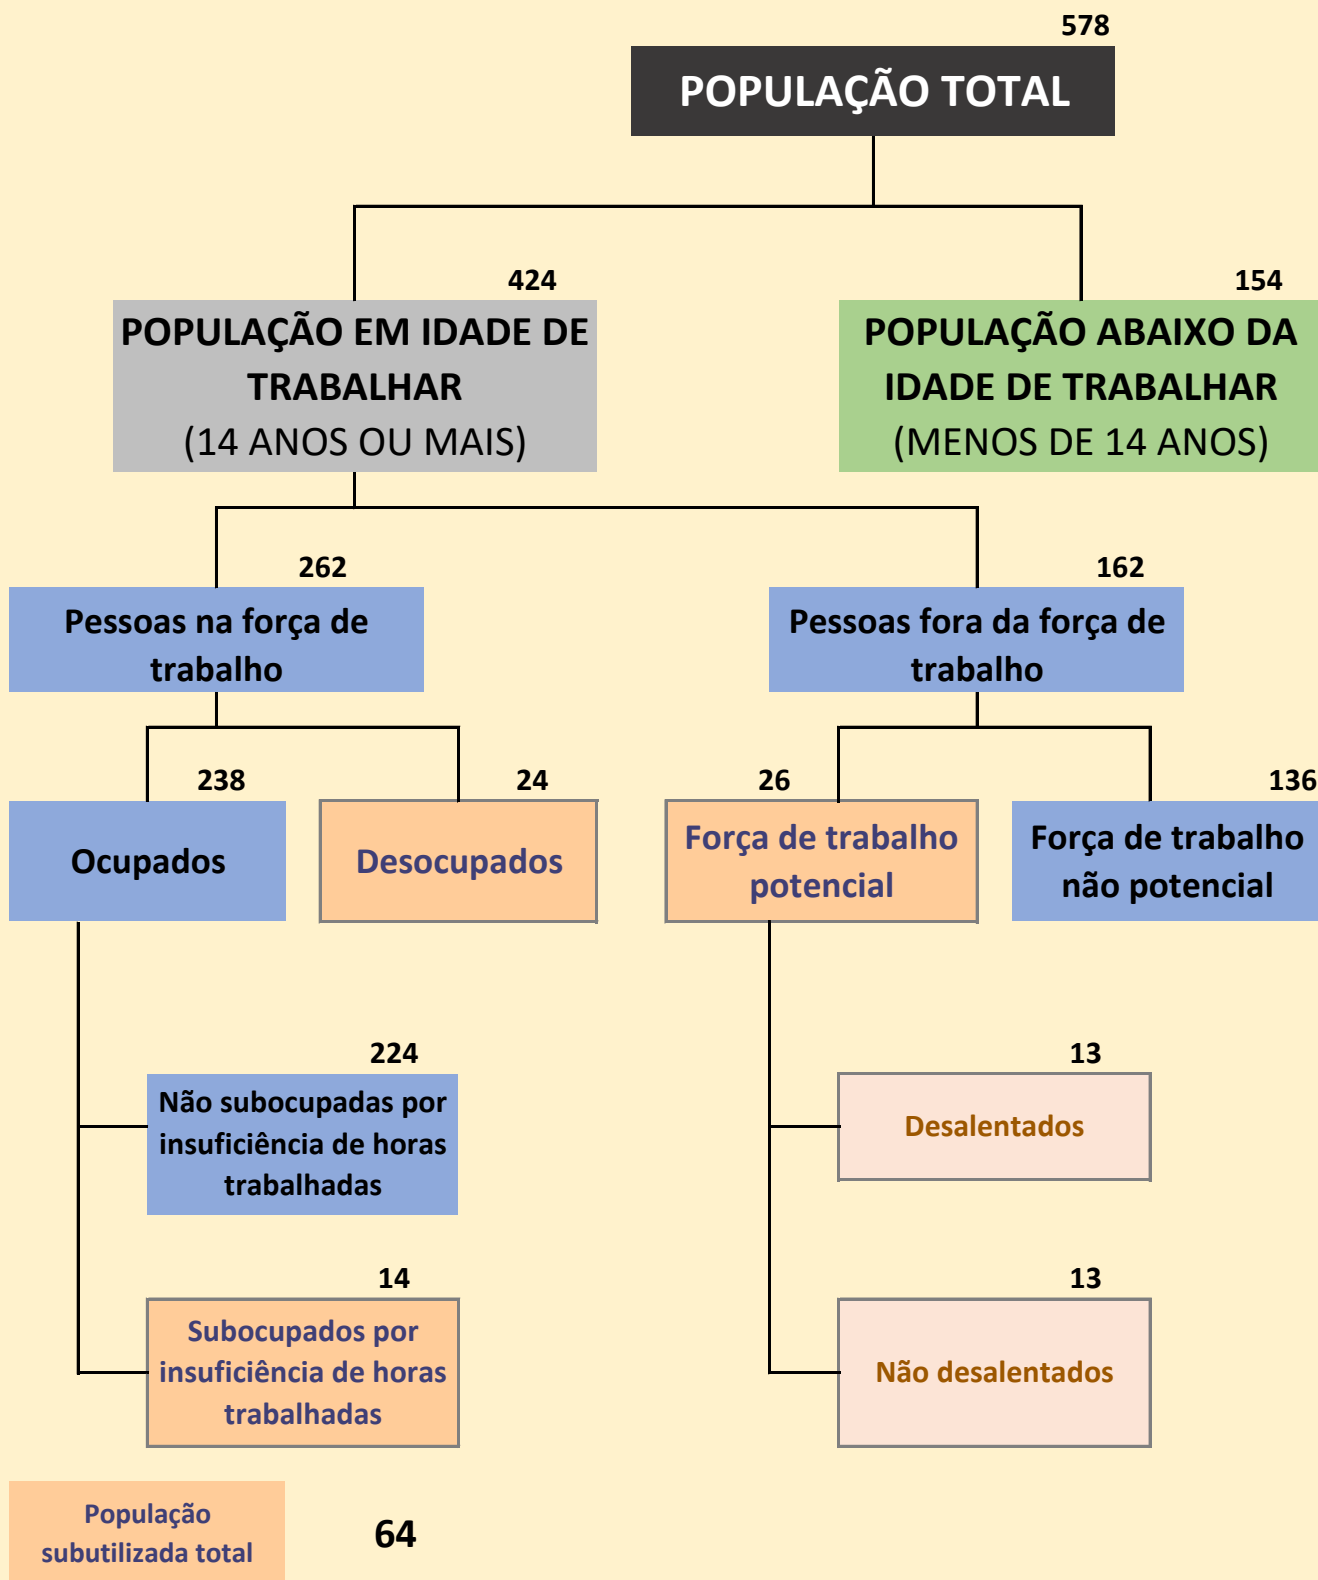 578
POPULAÇÃO TOTAL
424
POPULAÇÃO EM IDADE DE
TRABALHAR
(14 ANOS OU MAIS)
154
POPULAÇÃO ABAIXO DA
IDADE DE TRABALHAR
(MENOS DE 14 ANOS)
262
Pessoas na força de
trabalho
162
Pessoas fora da força de
trabalho
238
Ocupados
24
Desocupados
26
Força de trabalho
potencial
136
Força de trabalho
não potencial
224
Não subocupadas por
insuficiência de horas
trabalhadas
13
Desalentados
14
Subocupados por
insuficiência de horas
trabalhadas
13
Não desalentados
População
subutilizada total
64